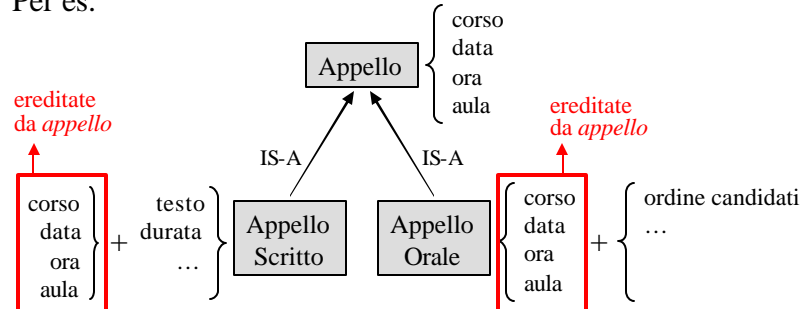 Per es.
corso
data
ora
aula
Appello
ereditate
da appello
ereditate
da appello
IS-A
IS-A
corso
data
ora
aula
+
testo
durata
…
Appello
Scritto
Appello
Orale
corso
data
ora
aula
+
ordine candidati
…